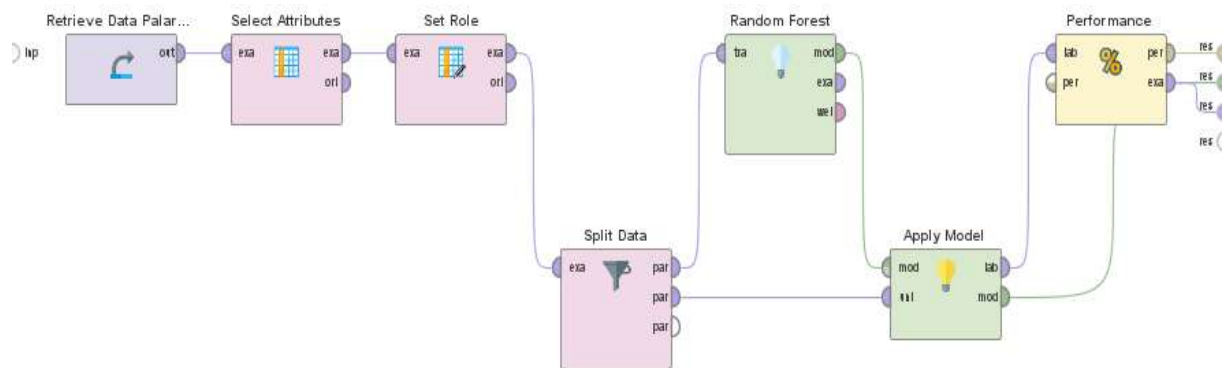 Retrieve Data Palar...
inp
out
Select Attributes
exa exa
ori
Set Role
exa exa
ori
Split Data
exa par
par
par
Random Forest
tra mod
exa
wei
Apply Model
mod lab
unl mod
Performance
lab per
per exa
res
res
res
res